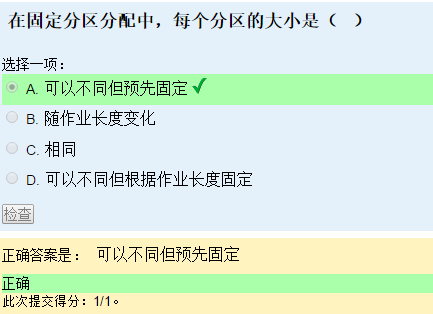 在固定分区分配中，每个分区的大小是（  ）
选择一项：
A. 可以不同但预先固定
B. 随作业长度变化
C. 相同
D. 可以不同但根据作业长度固定
检查
正确答案是： 可以不同但预先固定
正确
此次提交得分：1/1。